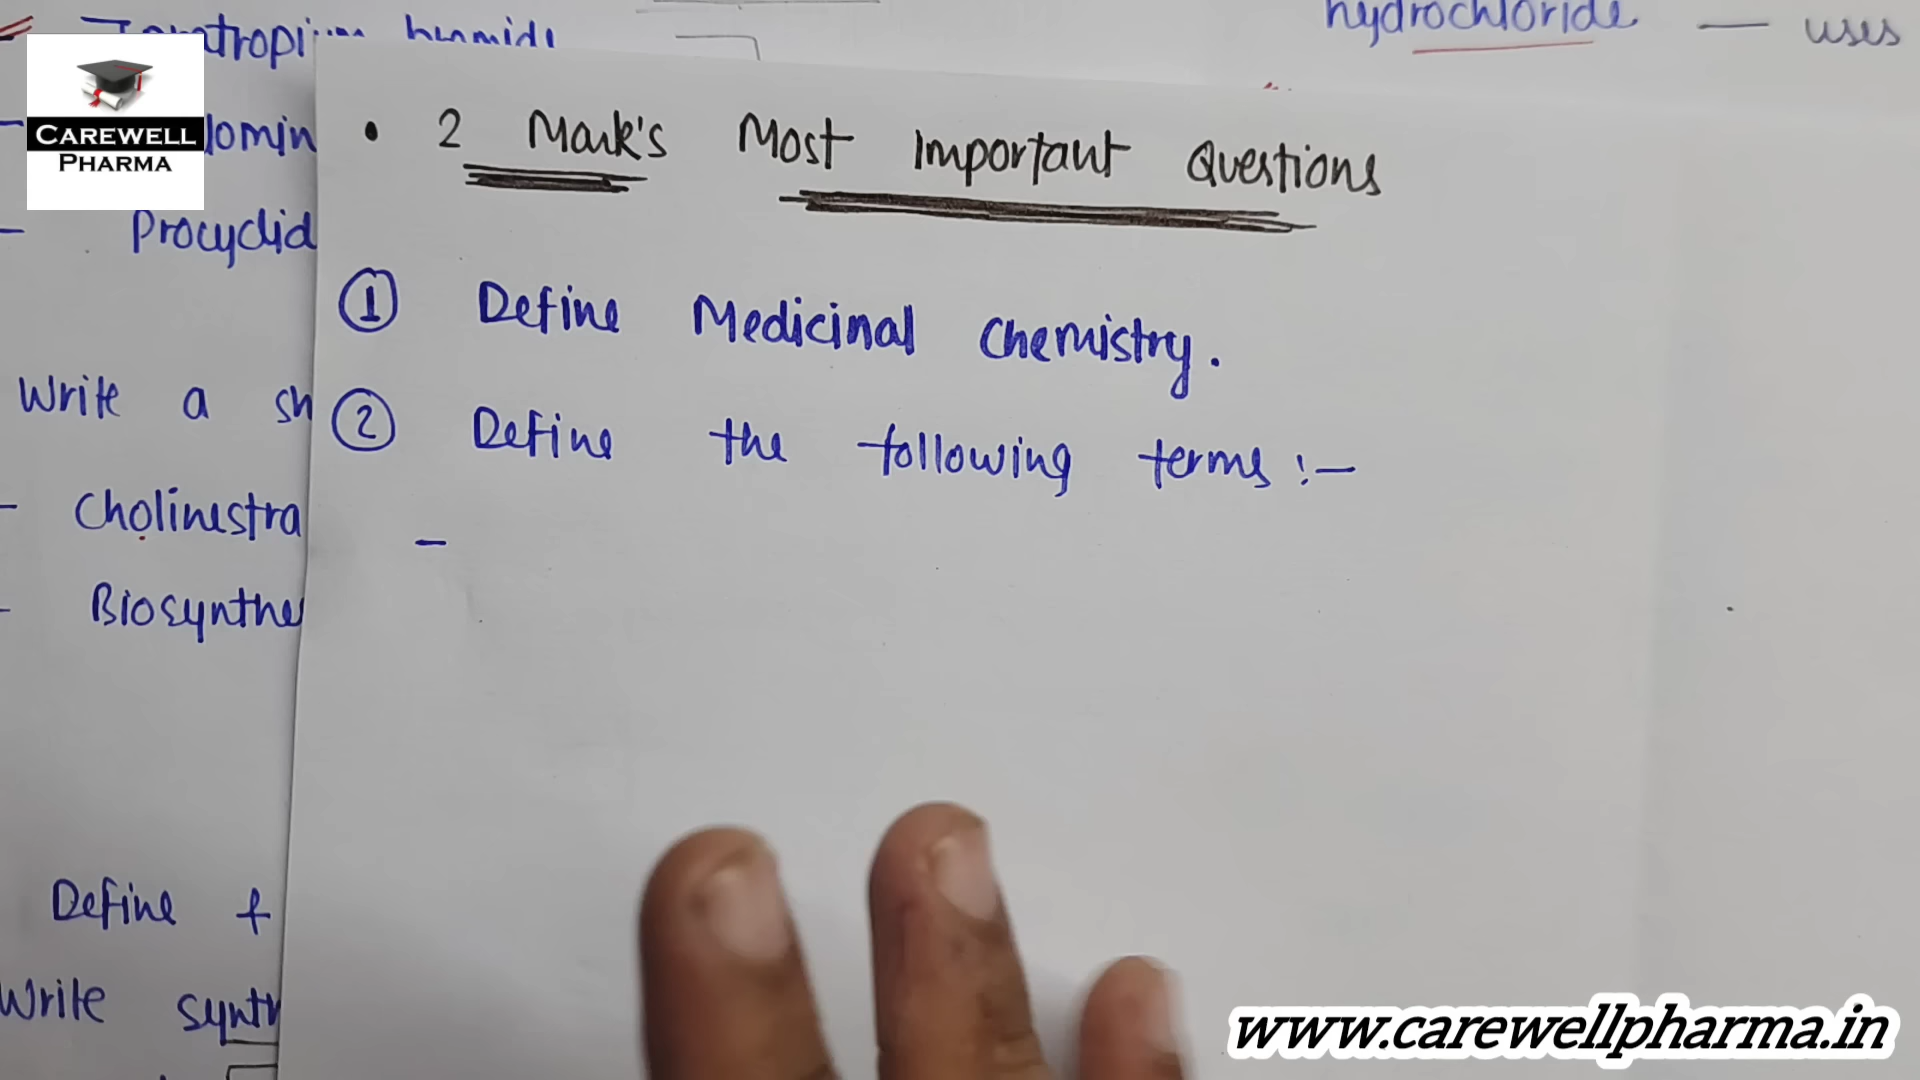 hydrochloride — uses
CAREWELL
PHARMA
- Procyclid
Write a sh
- Cholinestra
- Biosynthe
Define t
Write synth
• 2 Mark's Most Important Questions
① Define Medicinal Chemistry.
② Define the following terms :-
-
www.carewellpharma.in